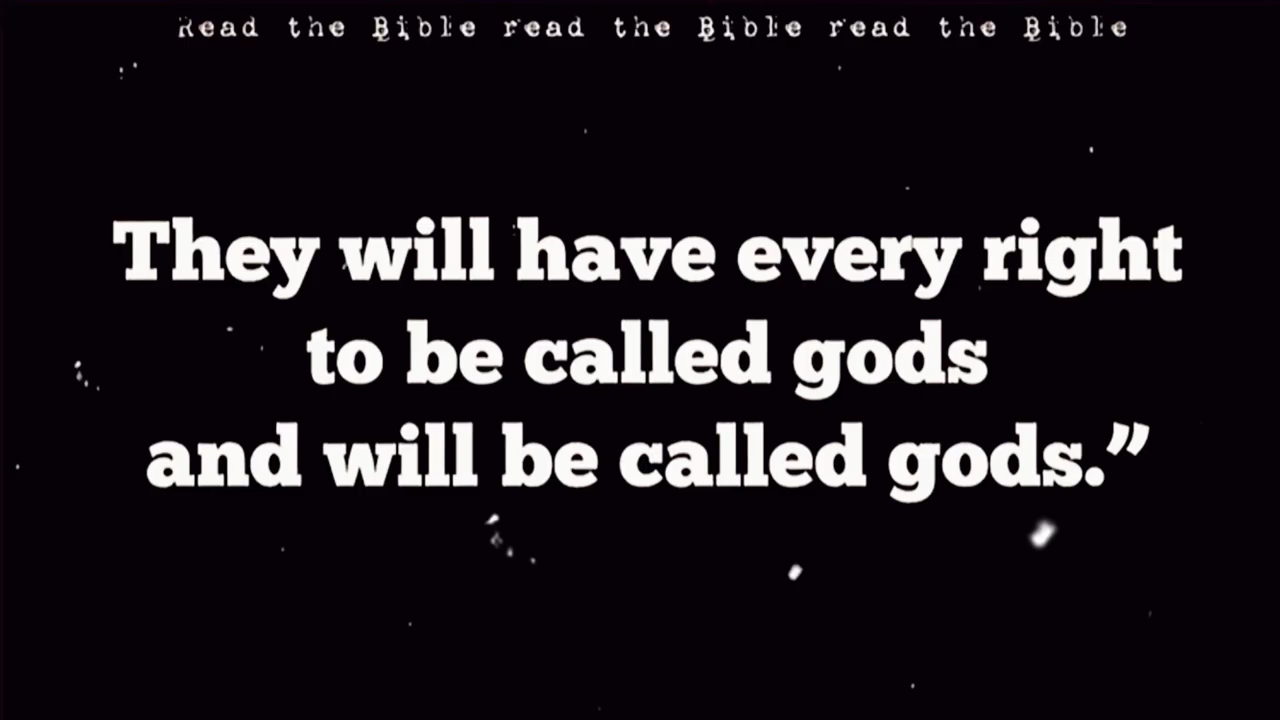 Read the Bible read the Bible read the Bible
They will have every right
to be called gods
and will be called gods.”